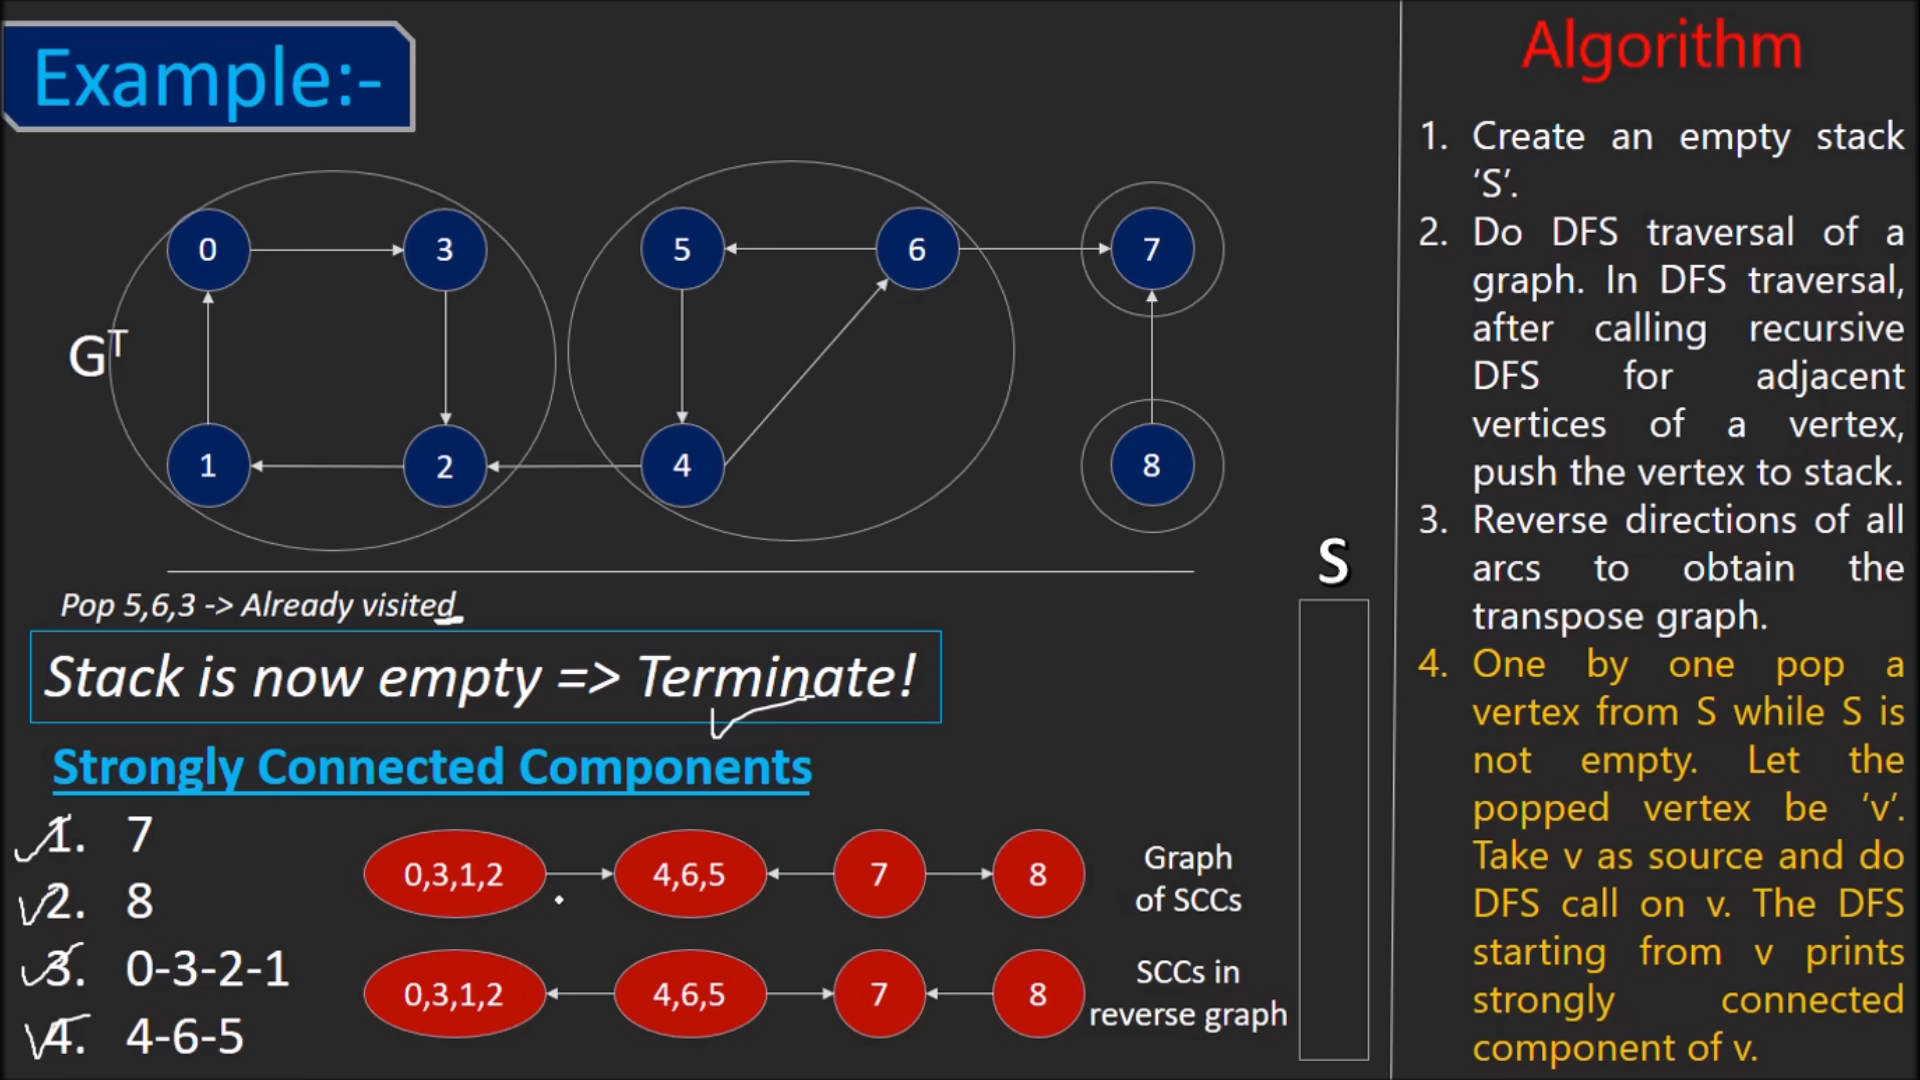 Example:-
0
3
5
6
7
G^T
1
2
4
8
S
Pop 5,6,3 -> Already visited
Stack is now empty => Terminate!
Strongly Connected Components
1. 7
2. 8
3. 0-3-2-1
4. 4-6-5
0,3,1,2
4,6,5
7
8
Graph
of SCCs
0,3,1,2
4,6,5
7
8
SCCs in
reverse graph
Algorithm
1. Create an empty stack
‘S’.
2. Do DFS traversal of a
graph. In DFS traversal,
after calling recursive
DFS for adjacent
vertices of a vertex,
push the vertex to stack.
3. Reverse directions of all
arcs to obtain the
transpose graph.
4. One by one pop a
vertex from S while S is
not empty. Let the
popped vertex be ‘v’.
Take v as source and do
DFS call on v. The DFS
starting from v prints
strongly connected
component of v.